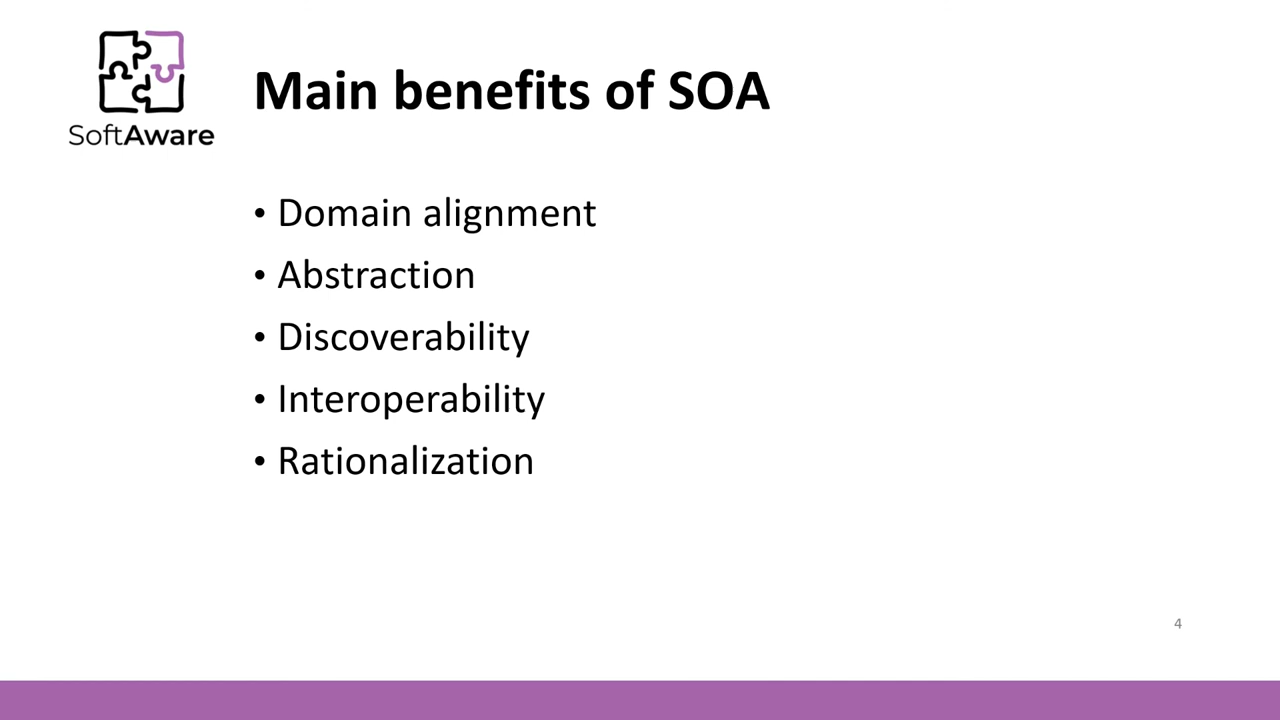 SoftAware
Main benefits of SOA
• Domain alignment
• Abstraction
• Discoverability
• Interoperability
• Rationalization
4